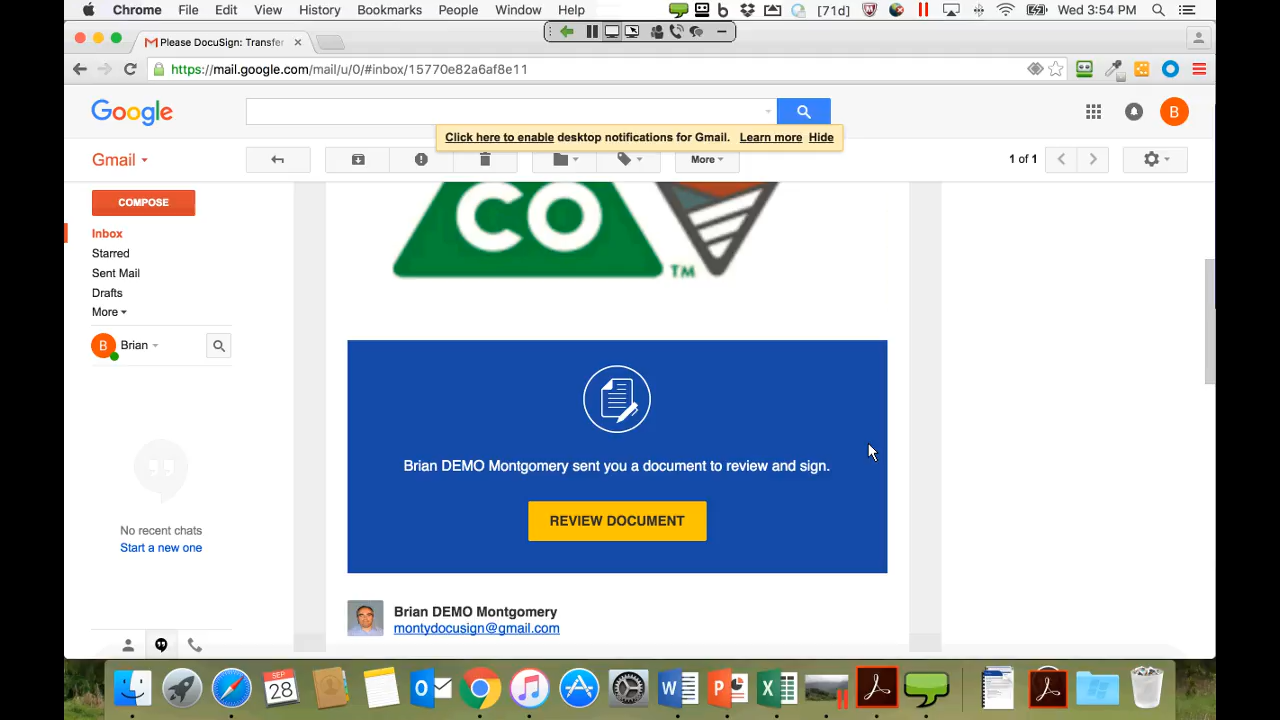 Chrome File Edit View History Bookmarks People Window Help [71d] Wed 3:54 PM
Please DocuSign: Transfer
https://mail.google.com/mail/u/0/#inbox/15770e82a6af8e11
Google
B
Click here to enable desktop notifications for Gmail. Learn more Hide
Gmail
More
1 of 1
COMPOSE
Inbox
Starred
Sent Mail
Drafts
More
B Brian
CO
TM
Brian DEMO Montgomery sent you a document to review and sign.
REVIEW DOCUMENT
No recent chats
Start a new one
Brian DEMO Montgomery
montydocusign@gmail.com
SEP
28